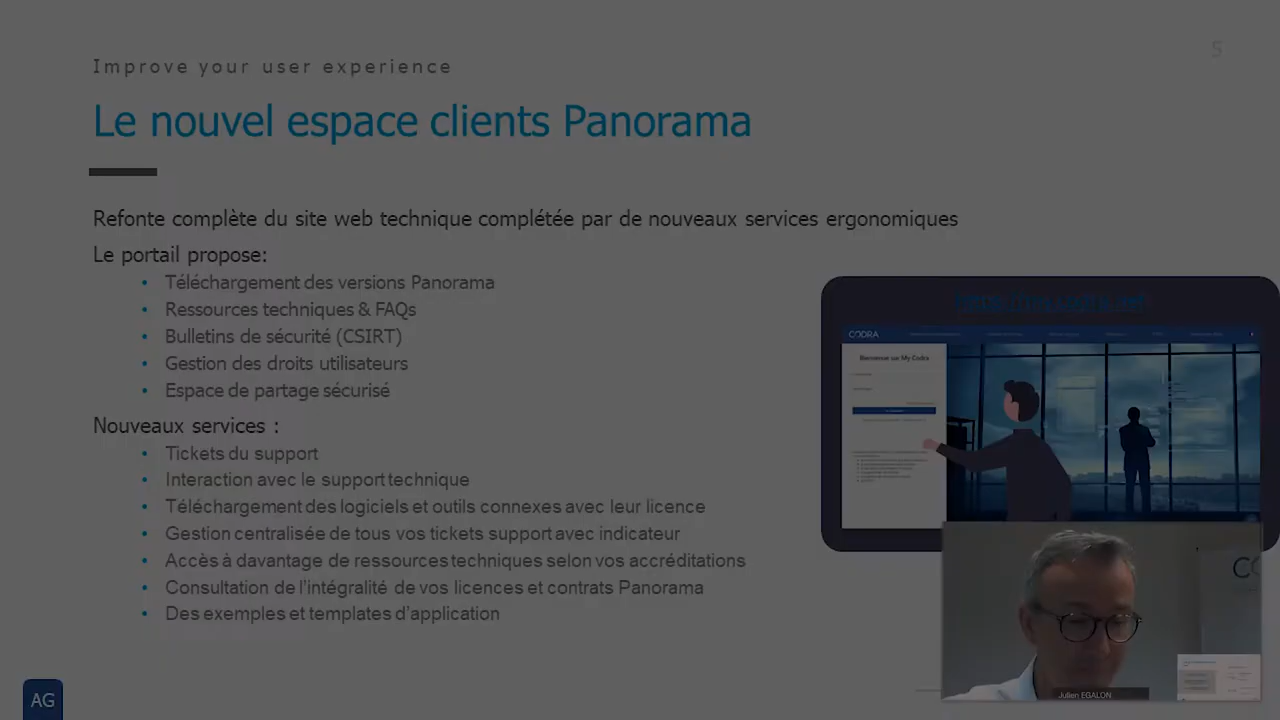 5
Improve your user experience
Le nouvel espace clients Panorama
Refonte complète du site web technique complétée par de nouveaux services ergonomiques
Le portail propose:
• Téléchargement des versions Panorama
• Ressources techniques & FAQs
• Bulletins de sécurité (CSIRT)
• Gestion des droits utilisateurs
• Espace de partage sécurisé
Nouveaux services :
• Tickets du support
• Interaction avec le support technique
• Téléchargement des logiciels et outils connexes avec leur licence
• Gestion centralisée de tous vos tickets support avec indicateur
• Accès à davantage de ressources techniques selon vos accréditations
• Consultation de l'intégralité de vos licences et contrats Panorama
• Des exemples et templates d'application
CODRA
Bienvenue sur My Codra
Julien EGALON
AG